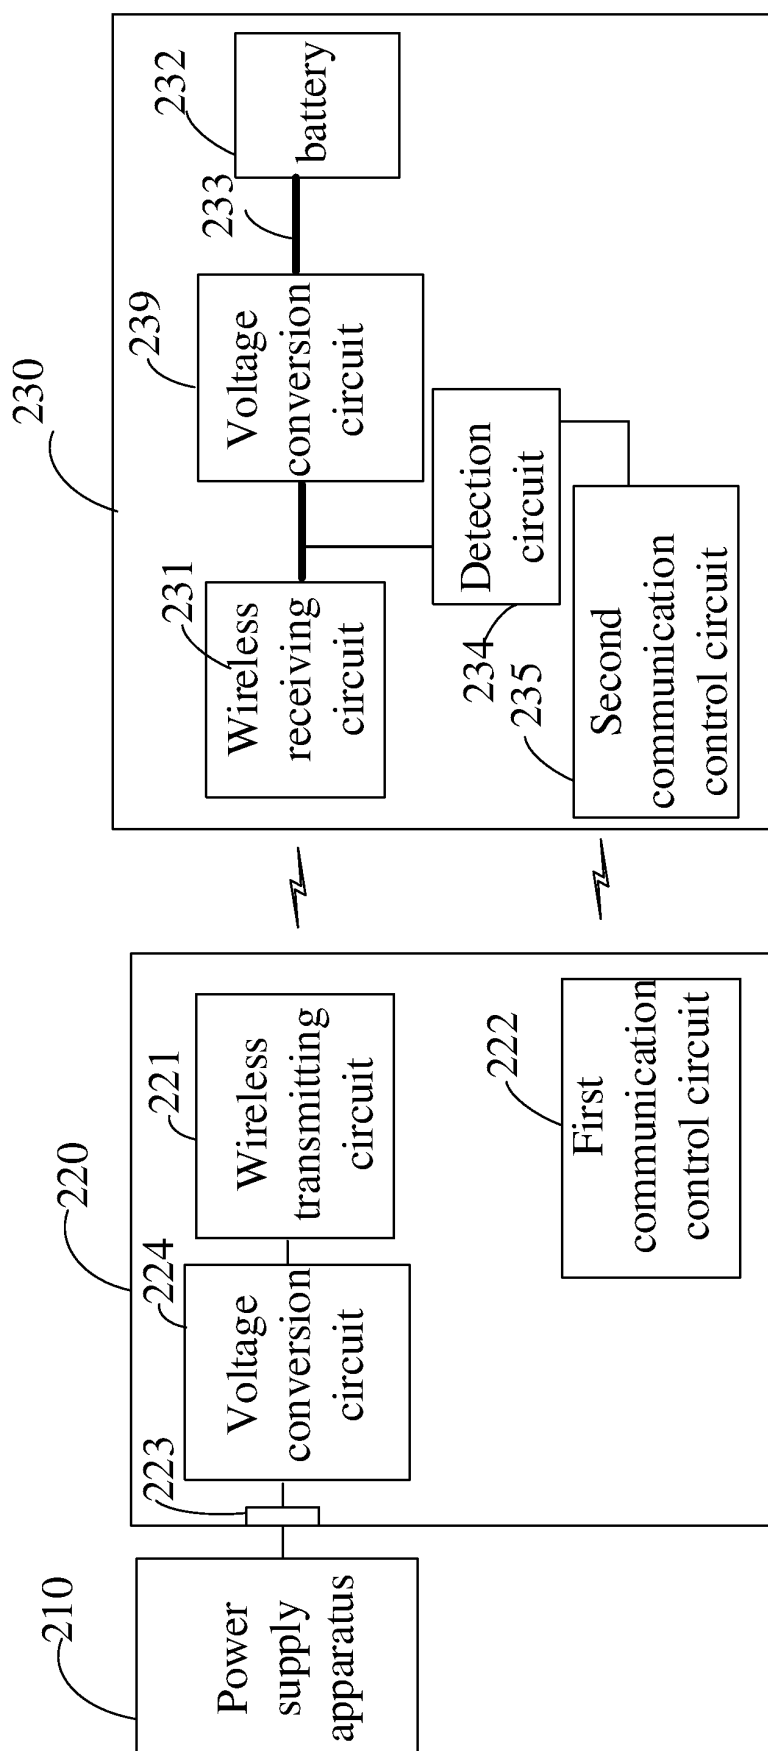 210
Power
supply
apparatus
220
223
224
Voltage
conversion
circuit
221
Wireless
transmitting
circuit
222
First
communication
control circuit
230
231
Wireless
receiving
circuit
239
Voltage
conversion
circuit
233
232
battery
234
Detection
circuit
235
Second
communication
control circuit